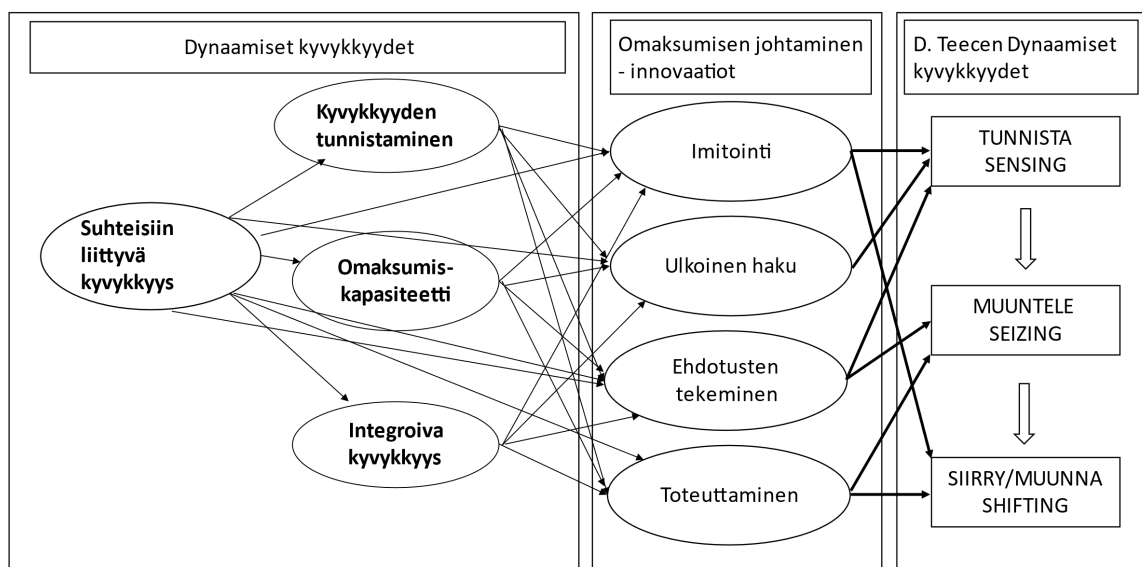 Dynaamiset kyvykkyydet
Kyvykkyyden
tunnistaminen
Suhteisiin
liittyvä
kyvykkyys
Omaksumis-
kapasiteetti
Integroiva
kyvykkyys
Omaksumisen johtaminen
- innovaatiot
Imitointi
Ulkoinen haku
Ehdotusten
tekeminen
Toteuttaminen
D. Teecen Dynaamiset
kyvykkyydet
TUNNISTA
SENSING
MUUNTELE
SEIZING
SIIRRY/MUUNNA
SHIFTING